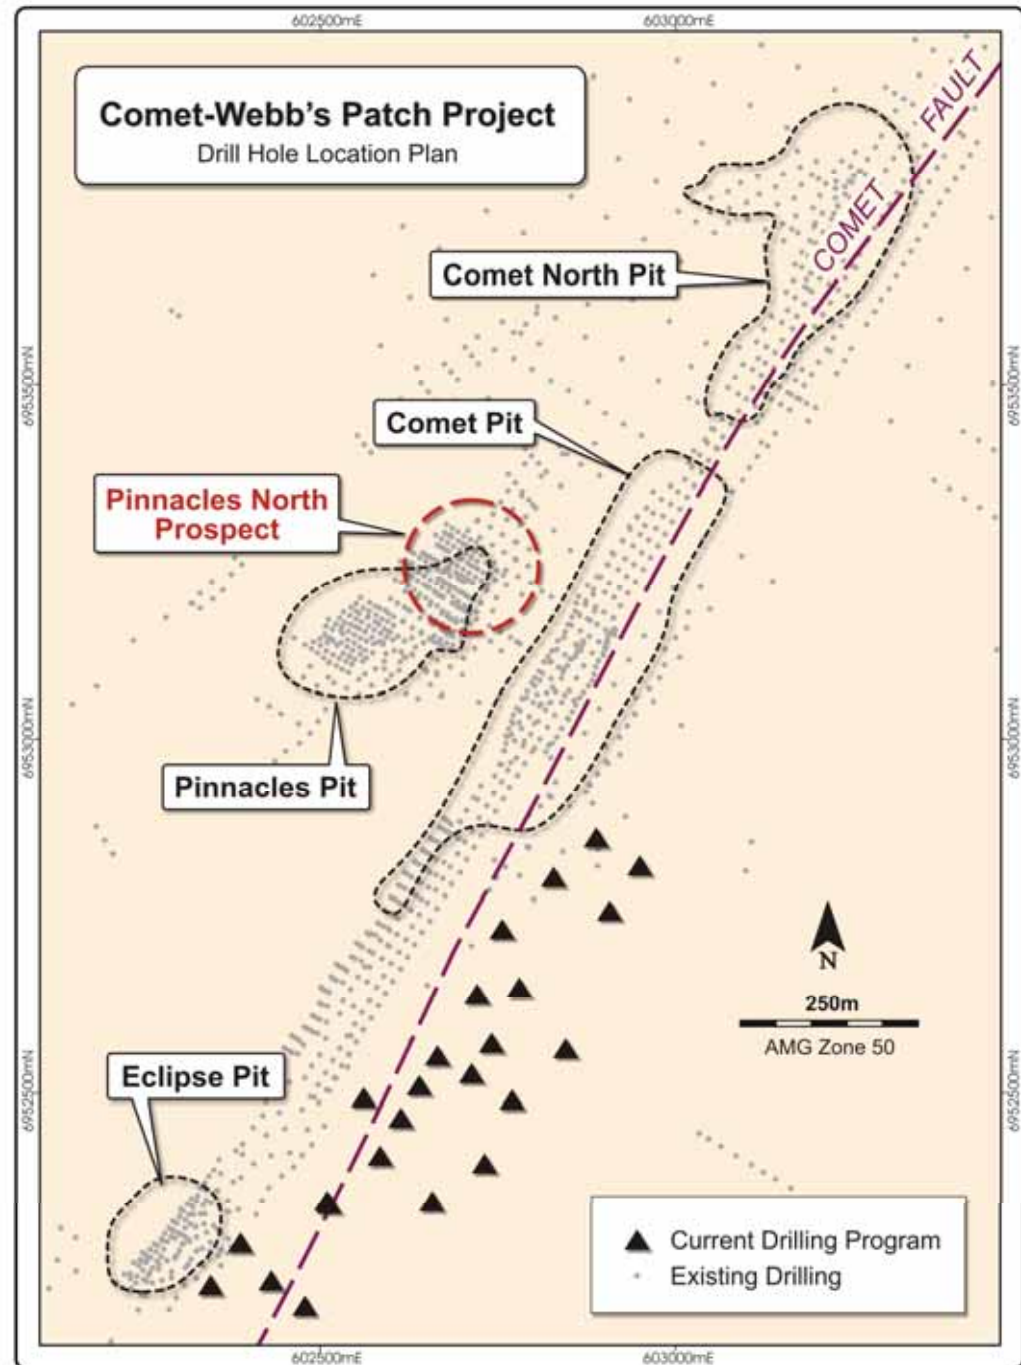 602500mE
603000mE
Comet-Webb's Patch Project
Drill Hole Location Plan
COMET FAULT
Comet North Pit
6953500mN
6953500mN
Comet Pit
Pinnacles North
Prospect
6953000mN
6953000mN
Pinnacles Pit
N
250m
AMG Zone 50
Eclipse Pit
6952500mN
6952500mN
Current Drilling Program
Existing Drilling
602500mE
603000mE